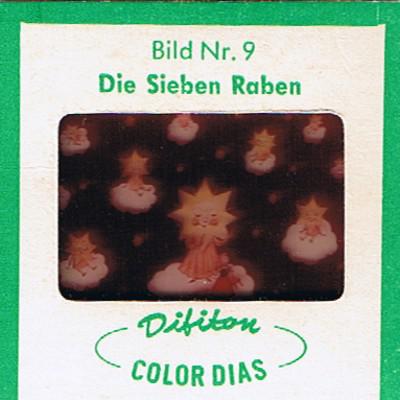 Bild Nr. 9
Die Sieben Raben
Difiton
COLOR DIAS